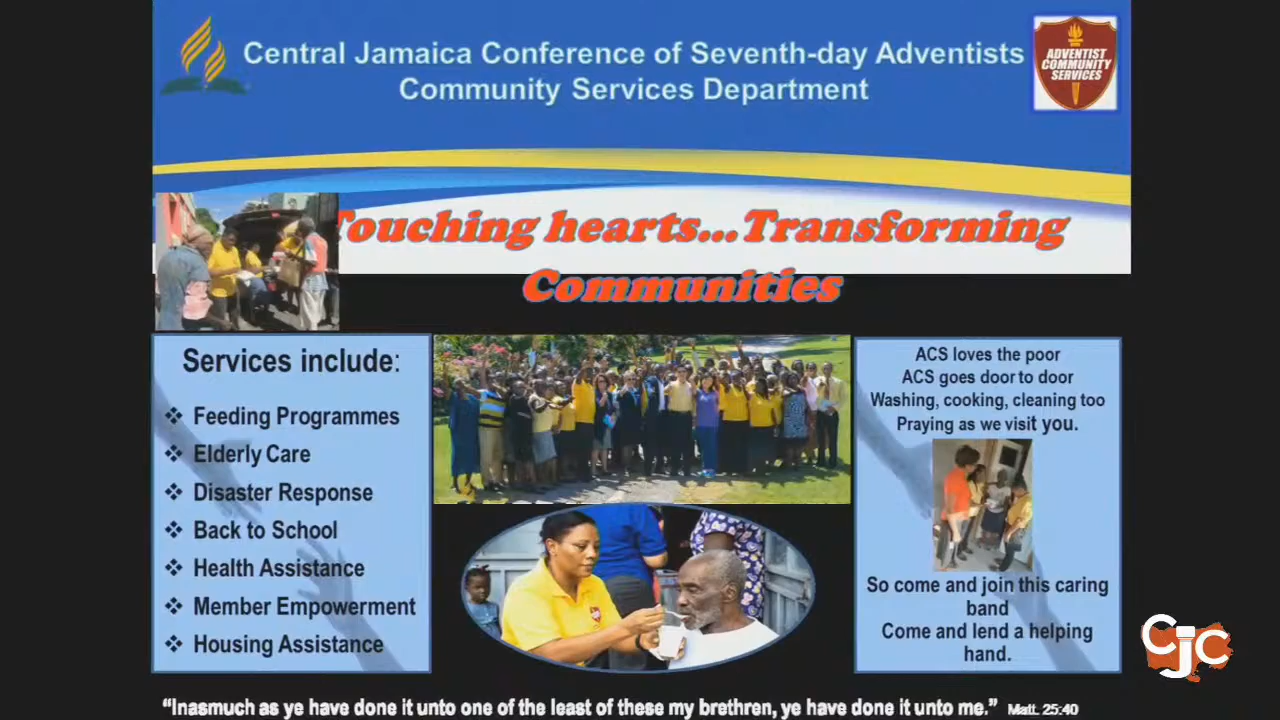 Central Jamaica Conference of Seventh-day Adventists
Community Services Department
ADVENTIST
COMMUNITY
SERVICES
Touching hearts...Transforming
Communities
Services include:
Feeding Programmes
Elderly Care
Disaster Response
Back to School
Health Assistance
Member Empowerment
Housing Assistance
ACS loves the poor
ACS goes door to door
Washing, cooking, cleaning too
Praying as we visit you.
So come and join this caring
band
Come and lend a helping
hand.
CJC
“Inasmuch as ye have done it unto one of the least of these my brethren, ye have done it unto me.” Matt. 25:40